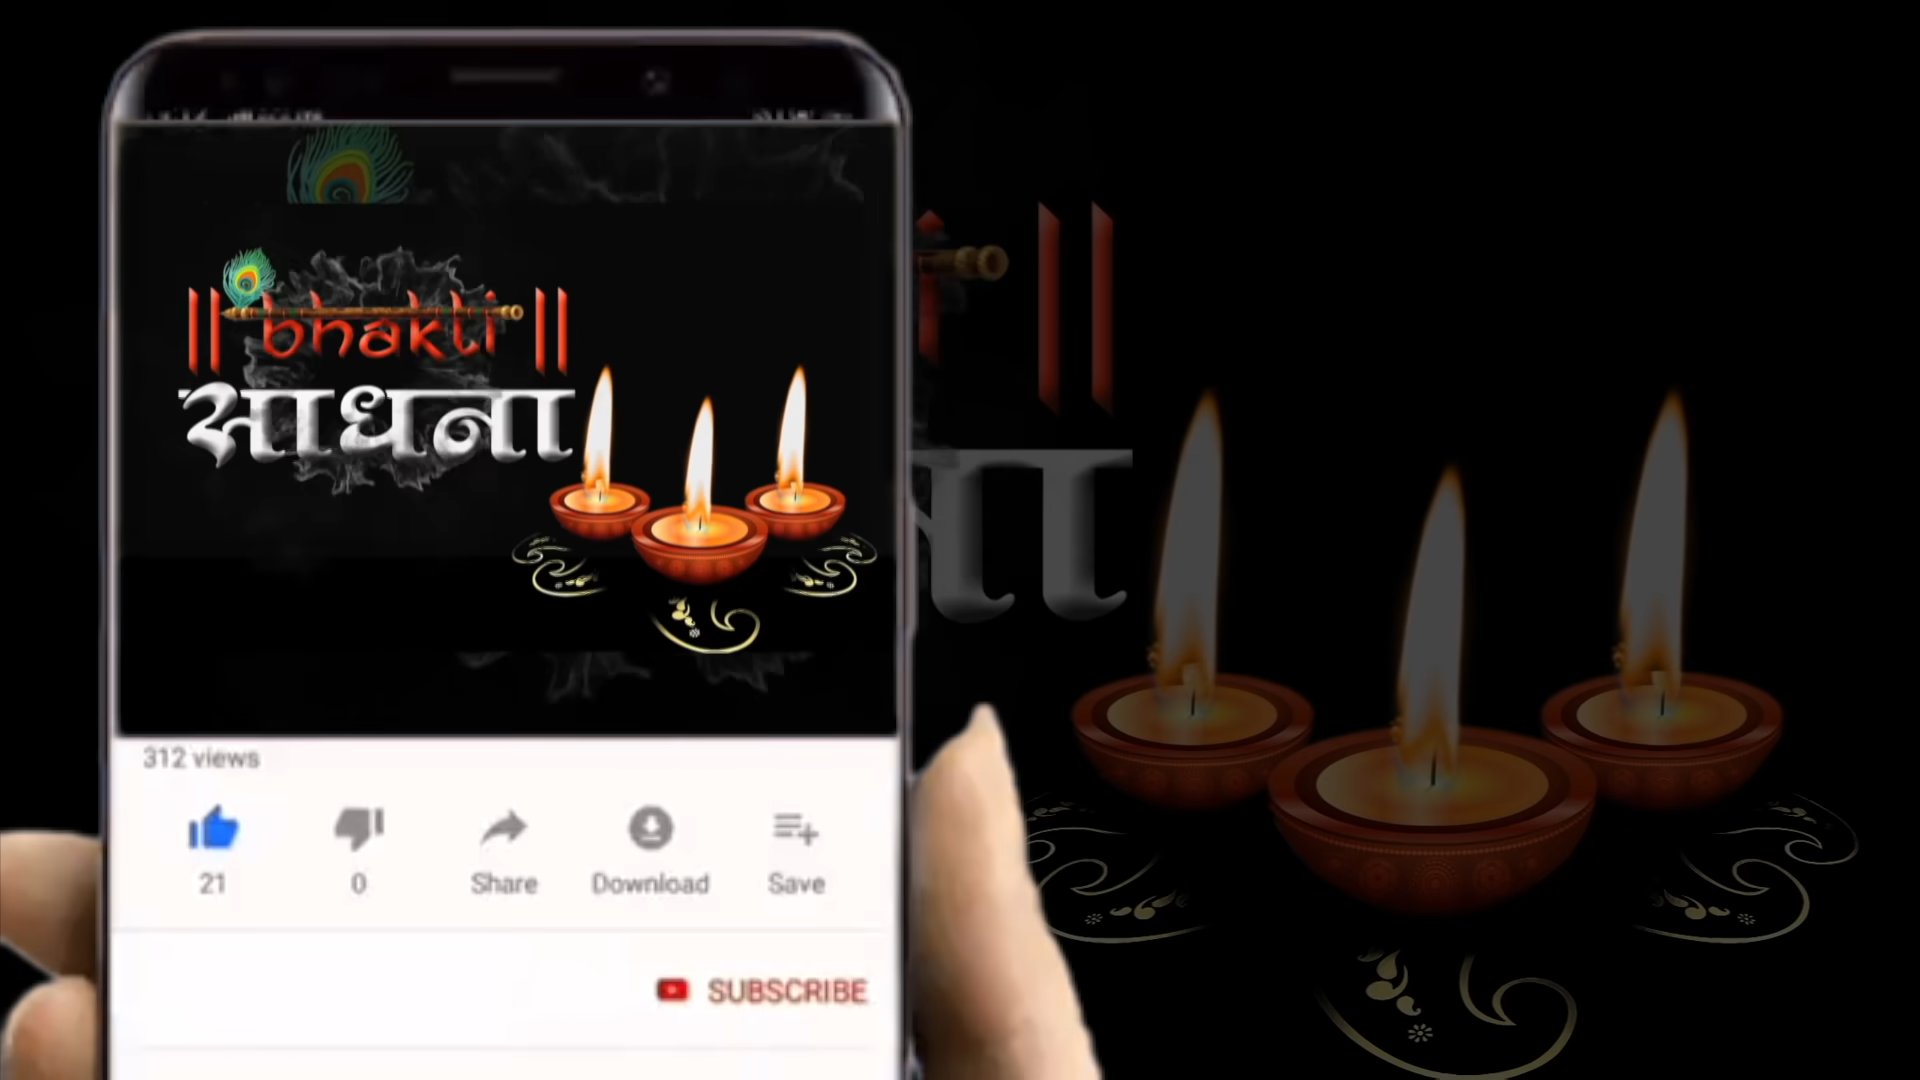 || bhakti ||
साधना
312 views
21
0
Share
Download
Save
SUBSCRIBE